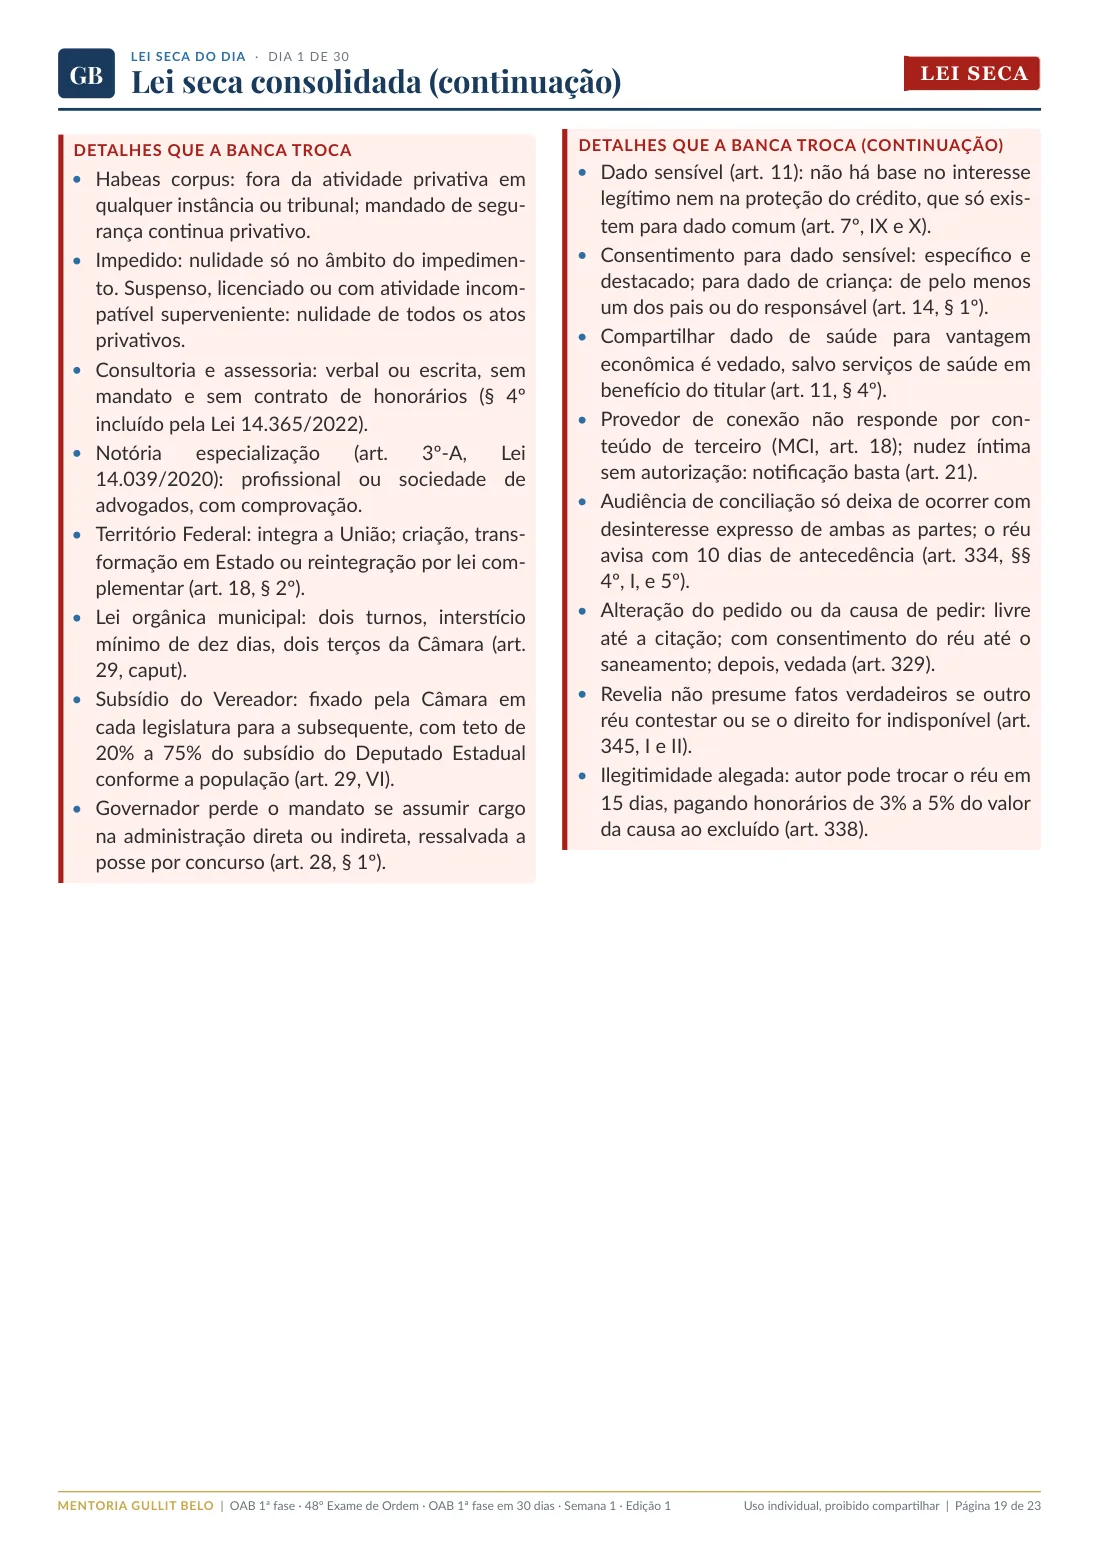 GB
LEI SECA DO DIA · DIA 1 DE 30
Lei seca consolidada (continuação)
LEI SECA
DETALHES QUE A BANCA TROCA
• Habeas corpus: fora da atividade privativa em
qualquer instância ou tribunal; mandado de segu-
rança continua privativo.
• Impedido: nulidade só no âmbito do impedimen-
to. Suspenso, licenciado ou com atividade incom-
patível superveniente: nulidade de todos os atos
privativos.
• Consultoria e assessoria: verbal ou escrita, sem
mandato e sem contrato de honorários (§ 4º
incluído pela Lei 14.365/2022).
• Notória especialização (art. 3º-A, Lei
14.039/2020): profissional ou sociedade de
advogados, com comprovação.
• Território Federal: integra a União; criação, trans-
formação em Estado ou reintegração por lei com-
plementar (art. 18, § 2º).
• Lei orgânica municipal: dois turnos, interstício
mínimo de dez dias, dois terços da Câmara (art.
29, caput).
• Subsídio do Vereador: fixado pela Câmara em
cada legislatura para a subsequente, com teto de
20% a 75% do subsídio do Deputado Estadual
conforme a população (art. 29, VI).
• Governador perde o mandato se assumir cargo
na administração direta ou indireta, ressalvada a
posse por concurso (art. 28, § 1º).
DETALHES QUE A BANCA TROCA (CONTINUAÇÃO)
• Dado sensível (art. 11): não há base no interesse
legítimo nem na proteção do crédito, que só exis-
tem para dado comum (art. 7º, IX e X).
• Consentimento para dado sensível: específico e
destacado; para dado de criança: de pelo menos
um dos pais ou do responsável (art. 14, § 1º).
• Compartilhar dado de saúde para vantagem
econômica é vedado, salvo serviços de saúde em
benefício do titular (art. 11, § 4º).
• Provedor de conexão não responde por con-
teúdo de terceiro (MCI, art. 18); nudez íntima
sem autorização: notificação basta (art. 21).
• Audiência de conciliação só deixa de ocorrer com
desinteresse expresso de ambas as partes; o réu
avisa com 10 dias de antecedência (art. 334, §§
4º, I, e 5º).
• Alteração do pedido ou da causa de pedir: livre
até a citação; com consentimento do réu até o
saneamento; depois, vedada (art. 329).
• Revelia não presume fatos verdadeiros se outro
réu contestar ou se o direito for indisponível (art.
345, I e II).
• Ilegitimidade alegada: autor pode trocar o réu em
15 dias, pagando honorários de 3% a 5% do valor
da causa ao excluído (art. 338).
MENTORIA GULLIT BELO | OAB 1ª fase · 48º Exame de Ordem · OAB 1ª fase em 30 dias · Semana 1 · Edição 1
Uso individual, proibido compartilhar | Página 19 de 23